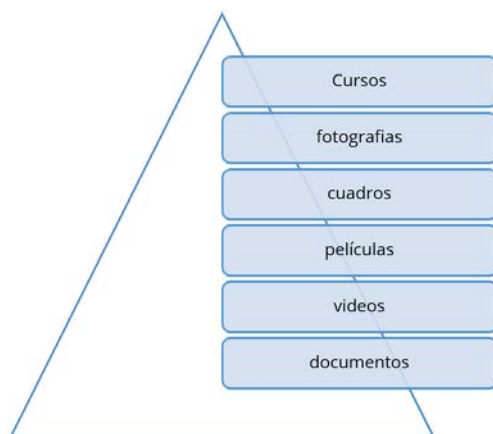 Cursos
fotografias
cuadros
películas
videos
documentos